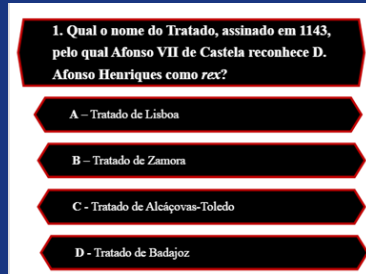 1. Qual o nome do Tratado, assinado em 1143,
pelo qual Afonso VII de Castela reconhece D.
Afonso Henriques como rex?
A – Tratado de Lisboa
B – Tratado de Zamora
C - Tratado de Alcáçovas-Toledo
D - Tratado de Badajoz